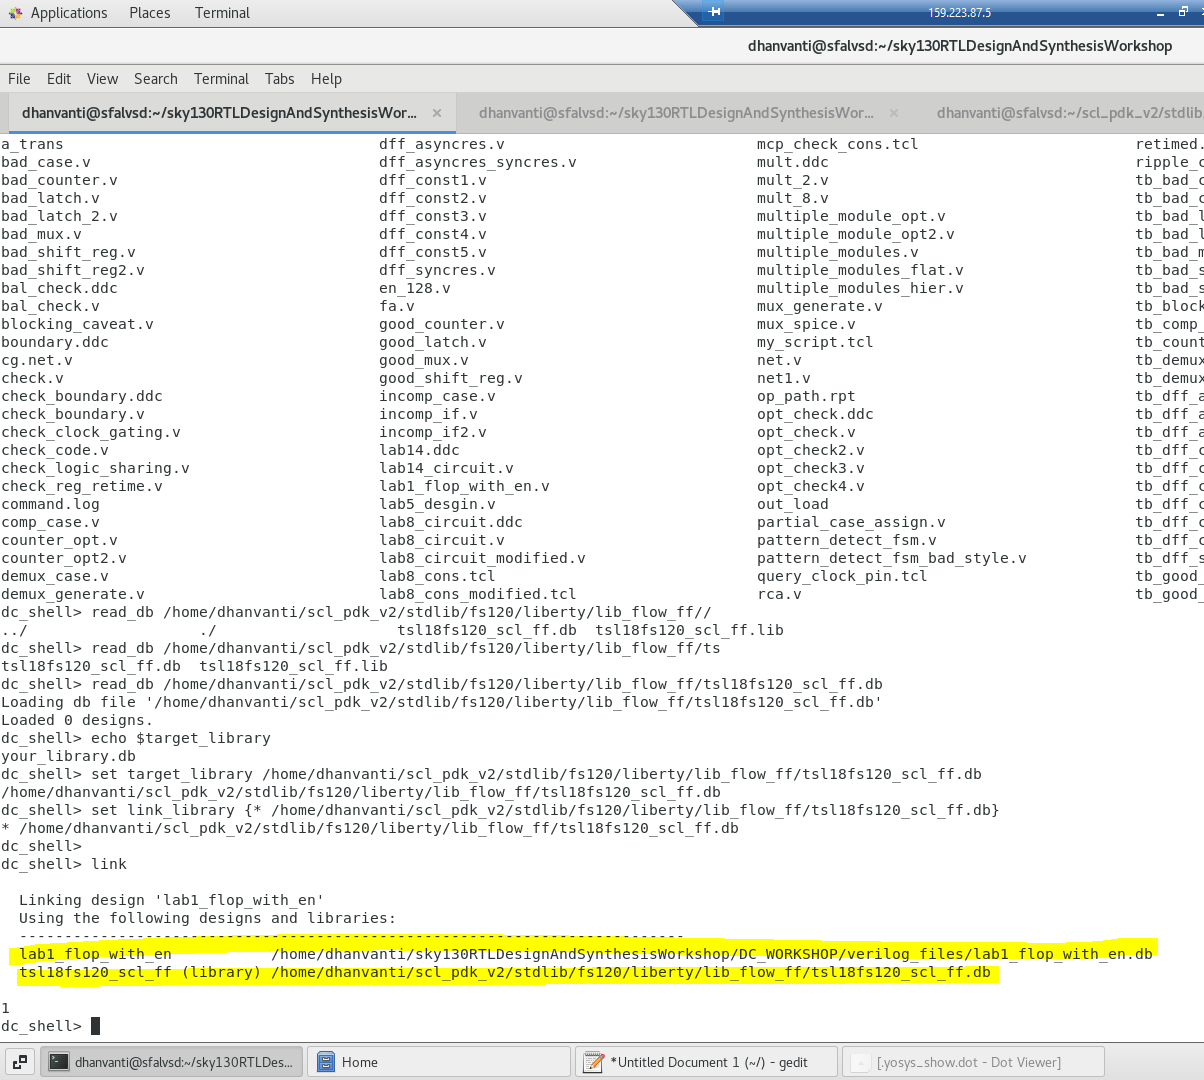 Applications Places Terminal
159.223.87.5
dhanvanti@sfalvsd:~/sky130RTLDesignAndSynthesisWorkshop
File Edit View Search Terminal Tabs Help
dhanvanti@sfalvsd:~/sky130RTLDesignAndSynthesisWor... × dhanvanti@sfalvsd:~/sky130RTLDesignAndSynthesisWor... × dhanvanti@sfalvsd:~/scl_pdk_v2/stdlib
a_trans dff_asyncres.v mcp_check_cons.tcl retimed.
bad_case.v dff_asyncres_syncres.v mult.ddc ripple_c
bad_counter.v dff_const1.v mult_2.v tb_bad_c
bad_latch.v dff_const2.v mult_8.v tb_bad_c
bad_latch_2.v dff_const3.v multiple_module_opt.v tb_bad_l
bad_mux.v dff_const4.v multiple_module_opt2.v tb_bad_l
bad_shift_reg.v dff_const5.v multiple_modules.v tb_bad_m
bad_shift_reg2.v dff_syncres.v multiple_modules_flat.v tb_bad_s
bal_check.ddc en_128.v multiple_modules_hier.v tb_bad_s
bal_check.v fa.v mux_generate.v tb_block
blocking_caveat.v good_counter.v mux_spice.v tb_comp_
boundary.ddc good_latch.v my_script.tcl tb_count
cg.net.v good_mux.v net.v tb_demux
check.v good_shift_reg.v net1.v tb_demux
check_boundary.ddc incomp_case.v op_path.rpt tb_dff_a
check_boundary.v incomp_if.v opt_check.ddc tb_dff_a
check_clock_gating.v incomp_if2.v opt_check.v tb_dff_a
check_code.v lab14.ddc opt_check2.v tb_dff_c
check_logic_sharing.v lab14_circuit.v opt_check3.v tb_dff_c
check_reg_retime.v lab1_flop_with_en.v opt_check4.v tb_dff_c
command.log lab5_desgin.v out_load tb_dff_c
comp_case.v lab8_circuit.ddc partial_case_assign.v tb_dff_c
counter_opt.v lab8_circuit.v pattern_detect_fsm.v tb_dff_c
counter_opt2.v lab8_circuit_modified.v pattern_detect_fsm_bad_style.v tb_dff_s
demux_case.v lab8_cons.tcl query_clock_pin.tcl tb_good_
demux_generate.v lab8_cons_modified.tcl rca.v tb_good_
dc_shell> read_db /home/dhanvanti/scl_pdk_v2/stdlib/fs120/liberty/lib_flow_ff//
../ ./ tsl18fs120_scl_ff.db tsl18fs120_scl_ff.lib
dc_shell> read_db /home/dhanvanti/scl_pdk_v2/stdlib/fs120/liberty/lib_flow_ff/ts
tsl18fs120_scl_ff.db tsl18fs120_scl_ff.lib
dc_shell> read_db /home/dhanvanti/scl_pdk_v2/stdlib/fs120/liberty/lib_flow_ff/tsl18fs120_scl_ff.db
Loading db file '/home/dhanvanti/scl_pdk_v2/stdlib/fs120/liberty/lib_flow_ff/tsl18fs120_scl_ff.db'
Loaded 0 designs.
dc_shell> echo $target_library
your_library.db
dc_shell> set target_library /home/dhanvanti/scl_pdk_v2/stdlib/fs120/liberty/lib_flow_ff/tsl18fs120_scl_ff.db
/home/dhanvanti/scl_pdk_v2/stdlib/fs120/liberty/lib_flow_ff/tsl18fs120_scl_ff.db
dc_shell> set link_library {* /home/dhanvanti/scl_pdk_v2/stdlib/fs120/liberty/lib_flow_ff/tsl18fs120_scl_ff.db}
* /home/dhanvanti/scl_pdk_v2/stdlib/fs120/liberty/lib_flow_ff/tsl18fs120_scl_ff.db
dc_shell>
dc_shell> link
Linking design 'lab1_flop_with_en'
Using the following designs and libraries:
--------------------------------------------------------------------------
lab1_flop_with_en /home/dhanvanti/sky130RTLDesignAndSynthesisWorkshop/DC_WORKSHOP/verilog_files/lab1_flop_with_en.db
tsl18fs120_scl_ff (library) /home/dhanvanti/scl_pdk_v2/stdlib/fs120/liberty/lib_flow_ff/tsl18fs120_scl_ff.db
1
dc_shell>
dhanvanti@sfalvsd:~/sky130RTLDes... Home *Untitled Document 1 (~/) - gedit [.yosys_show.dot - Dot Viewer]